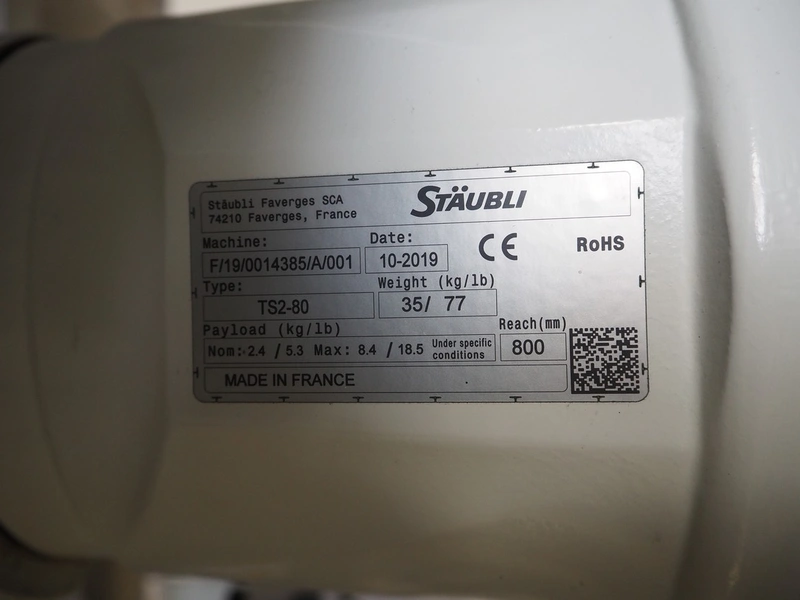 Stäubli Faverges SCA
74210 Faverges, France
STÄUBLI
Machine:
F/19/0014385/A/001
Date:
10-2019
CE
RoHS
Type:
TS2-80
Weight (kg/lb)
35/ 77
Payload (kg/lb)
Nom: 2.4 / 5.3 Max: 8.4 / 18.5 Under specific
conditions
Reach(mm)
800
MADE IN FRANCE